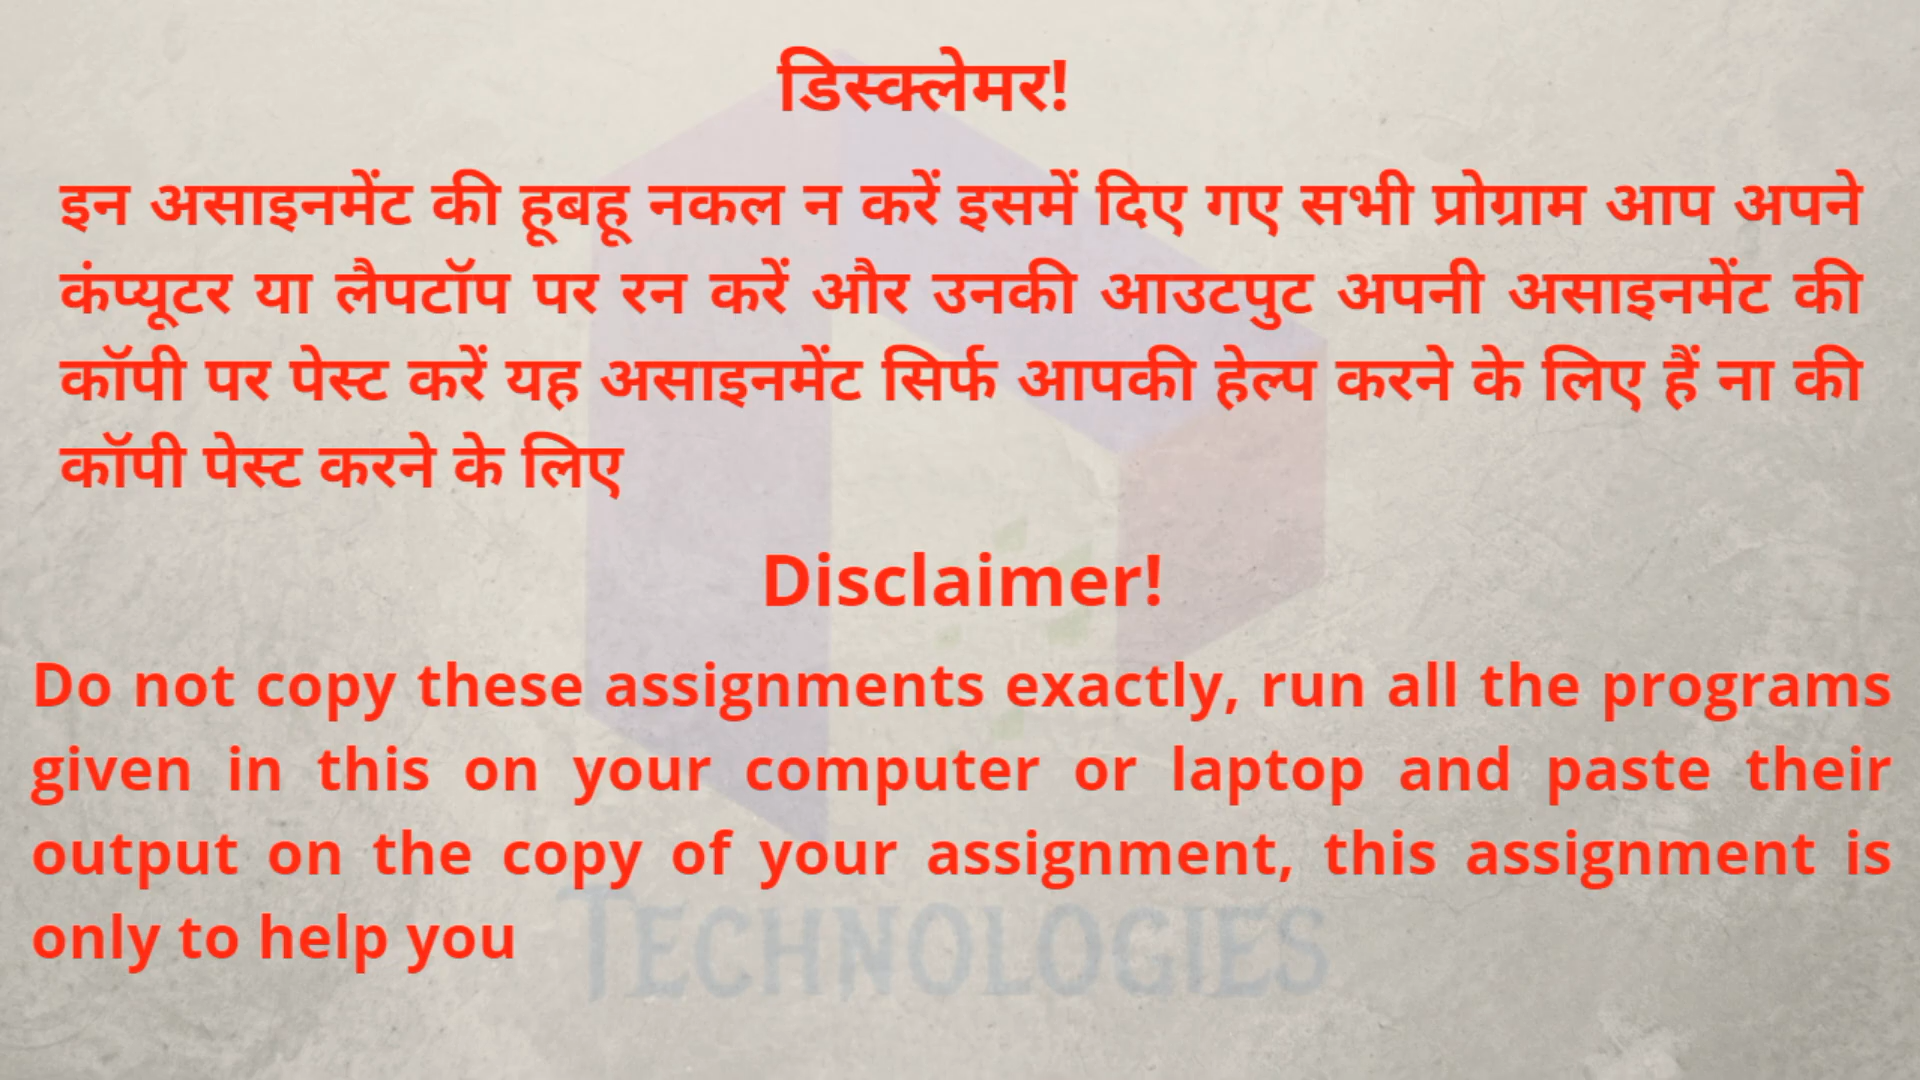 डिस्क्लेमर!
इन असाइनमेंट की हूबहू नकल न करें इसमें दिए गए सभी प्रोग्राम आप अपने
कंप्यूटर या लैपटॉप पर रन करें और उनकी आउटपुट अपनी असाइनमेंट की
कॉपी पर पेस्ट करें यह असाइनमेंट सिर्फ आपकी हेल्प करने के लिए हैं ना की
कॉपी पेस्ट करने के लिए
Disclaimer!
Do not copy these assignments exactly, run all the programs
given in this on your computer or laptop and paste their
output on the copy of your assignment, this assignment is
only to help you
TECHNOLOGIES